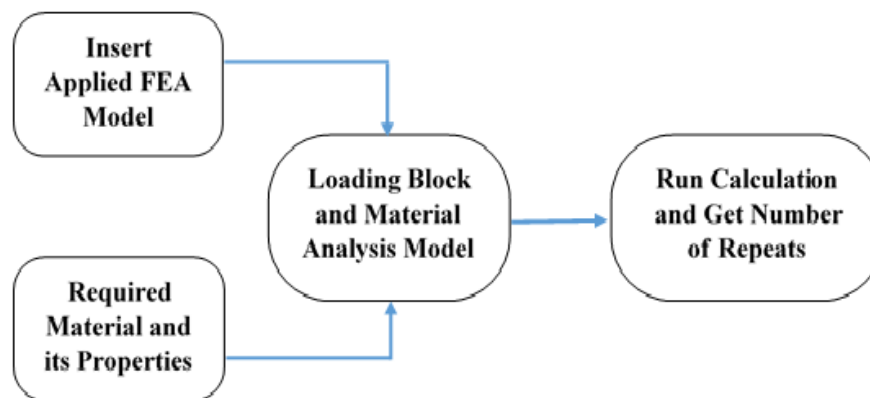 Insert
Applied FEA
Model
Required
Material and
its Properties
Loading Block
and Material
Analysis Model
Run Calculation
and Get Number
of Repeats